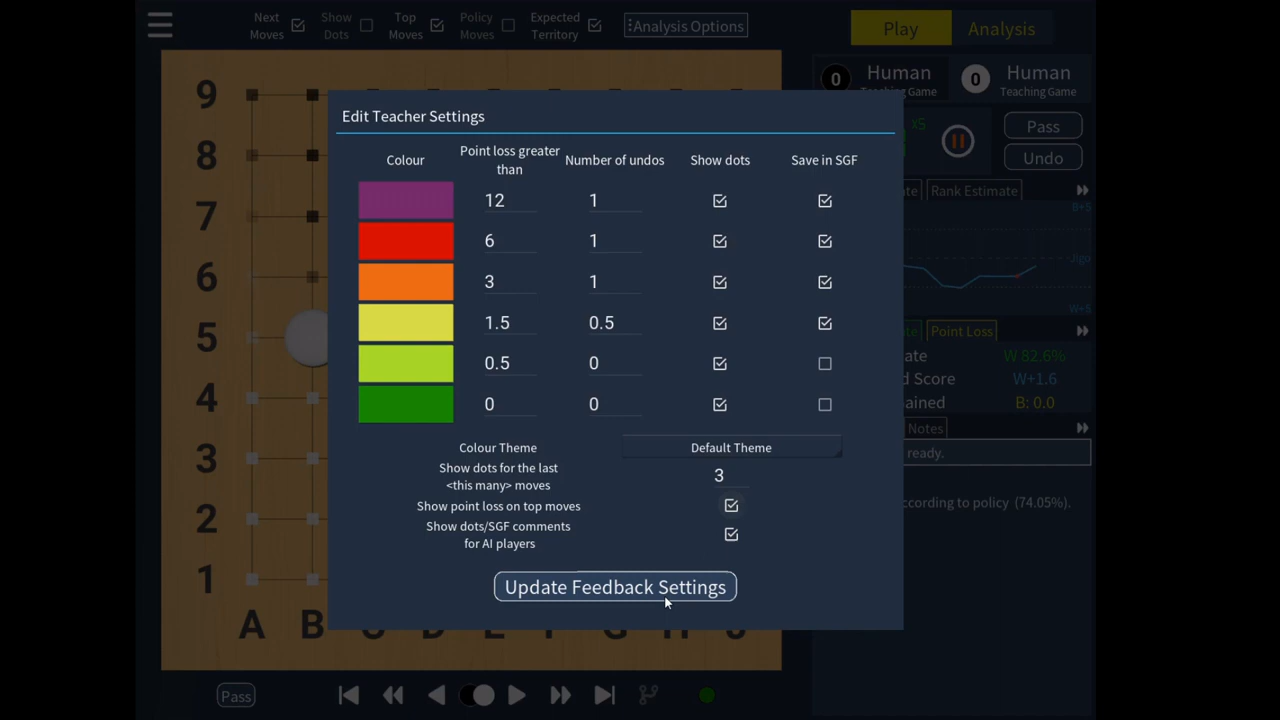 Next Moves
Show Dots
Top Moves
Policy Moves
Expected Territory
Analysis Options
Play
Analysis
0
Human
Teaching Game
0
Human
Teaching Game
Pass
Undo
Rank Estimate
B+5
Jigo
W+5
Point Loss
W 82.6%
Score
W+1.6
B: 0.0
Notes
ready.
according to policy (74.05%).
9
8
7
6
5
4
3
2
1
A
B
Pass
Edit Teacher Settings
Colour
Point loss greater
than
Number of undos
Show dots
Save in SGF
12
1
6
1
3
1
1.5
0.5
0.5
0
0
0
Colour Theme
Default Theme
Show dots for the last
<this many> moves
3
Show point loss on top moves
Show dots/SGF comments
for AI players
Update Feedback Settings